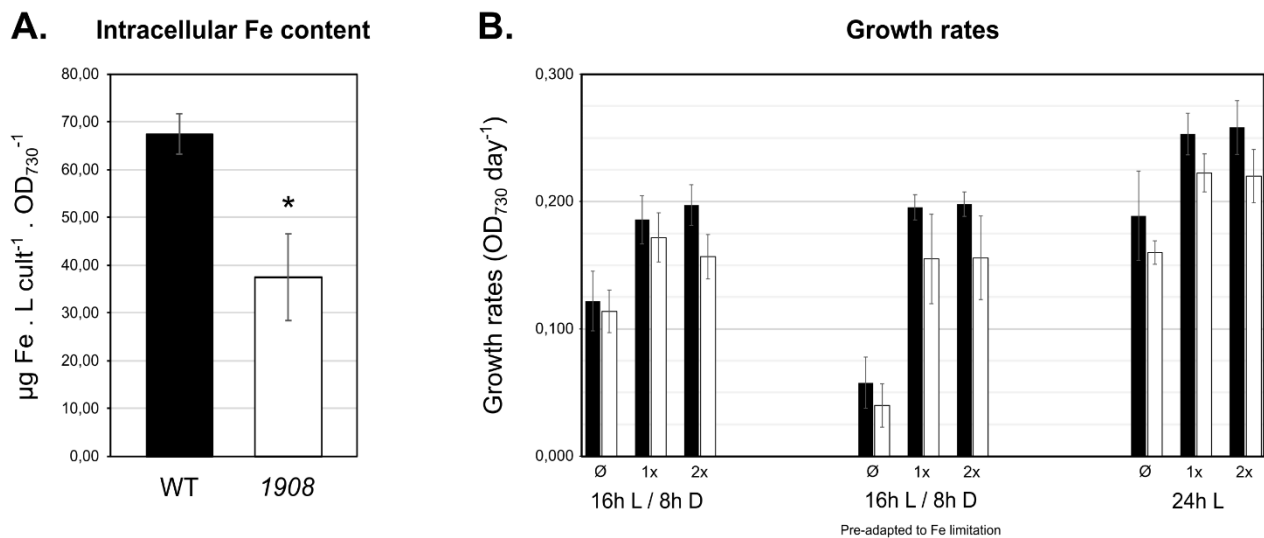 A. Intracellular Fe content
80,00
70,00
60,00
50,00
40,00
30,00
20,00
10,00
0,00
µg Fe . L cult⁻¹ . OD₇₃₀⁻¹
*
WT 1908
B. Growth rates
0,300
0,200
0,100
0,000
Growth rates (OD₇₃₀ day⁻¹)
Ø 1x 2x Ø 1x 2x Ø 1x 2x
16h L / 8h D 16h L / 8h D 24h L
Pre-adapted to Fe limitation